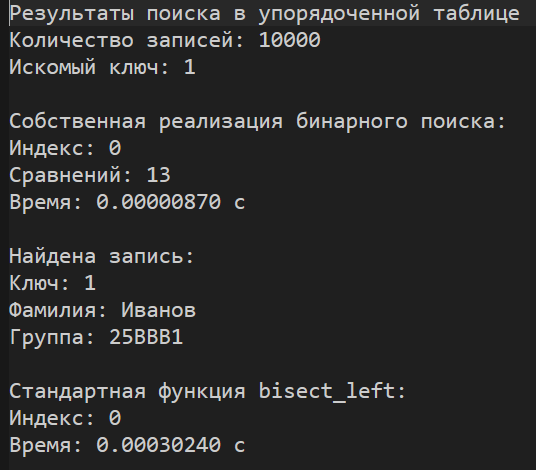 Результаты поиска в упорядоченной таблице
Количество записей: 10000
Искомый ключ: 1
Собственная реализация бинарного поиска:
Индекс: 0
Сравнений: 13
Время: 0.00000870 с
Найдена запись:
Ключ: 1
Фамилия: Иванов
Группа: 25ВВВ1
Стандартная функция bisect_left:
Индекс: 0
Время: 0.00030240 с